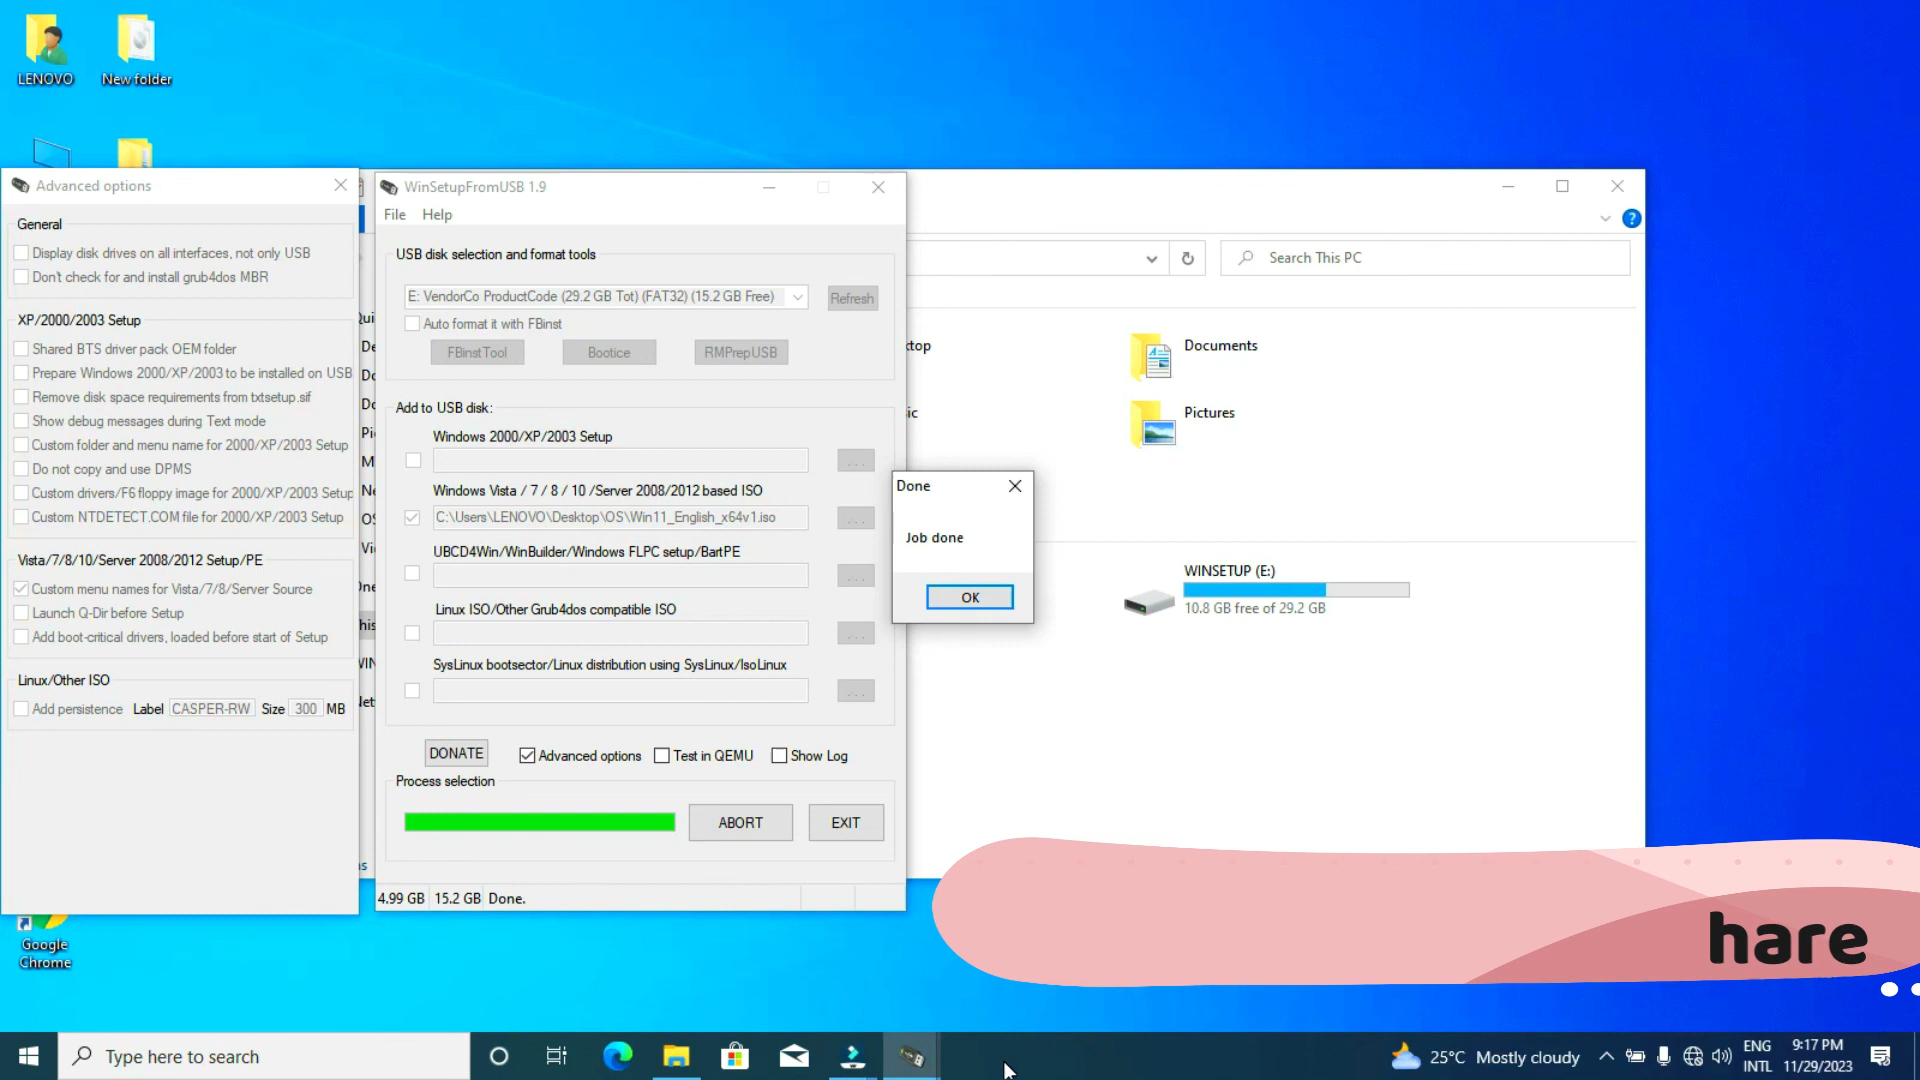 LENOVO
New folder
Advanced options
General
Display disk drives on all interfaces, not only USB
Don't check for and install grub4dos MBR
XP/2000/2003 Setup
Shared BTS driver pack OEM folder
Prepare Windows 2000/XP/2003 to be installed on USB
Remove disk space requirements from txtsetup.sif
Show debug messages during Text mode
Custom folder and menu name for 2000/XP/2003 Setup
Do not copy and use DPMS
Custom drivers/F6 floppy image for 2000/XP/2003 Setup
Custom NTDETECT.COM file for 2000/XP/2003 Setup
Vista/7/8/10/Server 2008/2012 Setup/PE
Custom menu names for Vista/7/8/Server Source
Launch Q-Dir before Setup
Add boot-critical drivers, loaded before start of Setup
Linux/Other ISO
Add persistence Label CASPER-RW Size 300 MB
WinSetupFromUSB 1.9
File Help
USB disk selection and format tools
E: VendorCo ProductCode (29.2 GB Tot) (FAT32) (15.2 GB Free)
Refresh
Auto format it with FBinst
FBinstTool Bootice RMPrepUSB
Add to USB disk:
Windows 2000/XP/2003 Setup
...
Windows Vista / 7 / 8 / 10 /Server 2008/2012 based ISO
C:\Users\LENOVO\Desktop\OS\Win11_English_x64v1.iso
...
UBCD4Win/WinBuilder/Windows FLPC setup/BartPE
...
Linux ISO/Other Grub4dos compatible ISO
...
SysLinux bootsector/Linux distribution using SysLinux/IsoLinux
...
DONATE Advanced options Test in QEMU Show Log
Process selection
ABORT EXIT
4.99 GB 15.2 GB Done.
Done
Job done
OK
Search This PC
Documents
Pictures
WINSETUP (E:)
10.8 GB free of 29.2 GB
hare
Google
Chrome
Type here to search
25°C Mostly cloudy
ENG
INTL
9:17 PM
11/29/2023